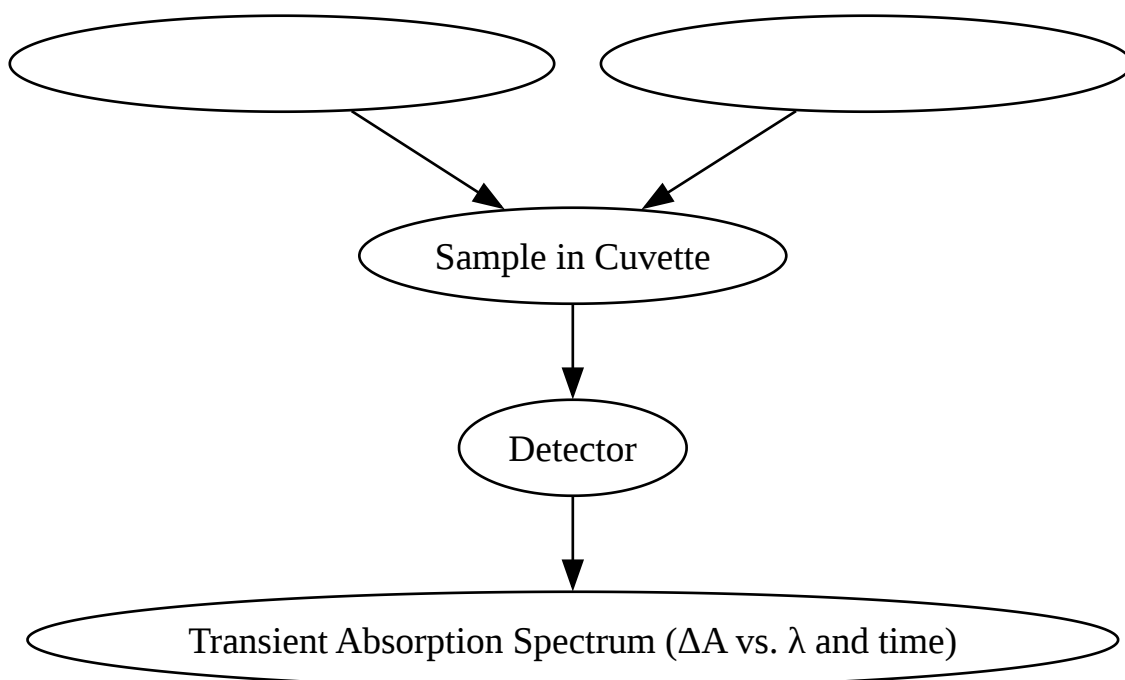 Sample in Cuvette
Detector
Transient Absorption Spectrum (ΔA vs. λ and time)